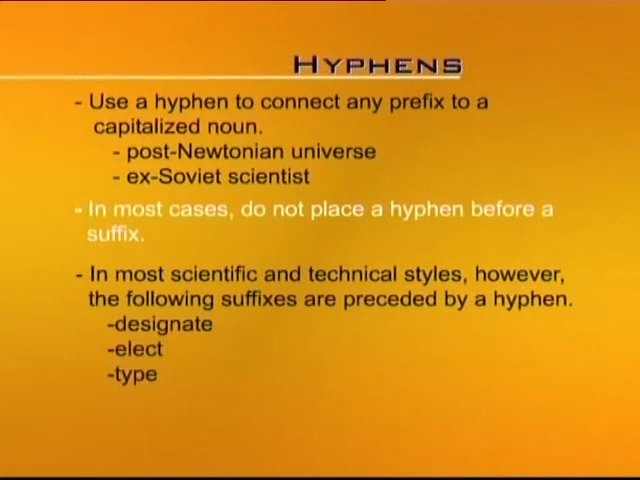 HYPHENS
- Use a hyphen to connect any prefix to a
capitalized noun.
- post-Newtonian universe
- ex-Soviet scientist
- In most cases, do not place a hyphen before a
suffix.
- In most scientific and technical styles, however,
the following suffixes are preceded by a hyphen.
-designate
-elect
-type